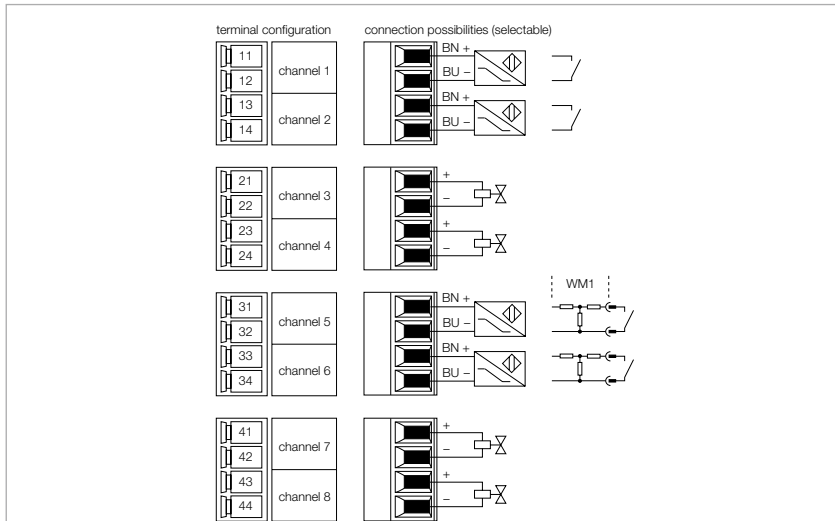 terminal configuration
connection possibilities (selectable)
11
12
13
14
channel 1
channel 2
BN +
BU –
BN +
BU –
21
22
23
24
channel 3
channel 4
+
–
+
–
WM1
31
32
33
34
channel 5
channel 6
BN +
BU –
BN +
BU –
41
42
43
44
channel 7
channel 8
+
–
+
–